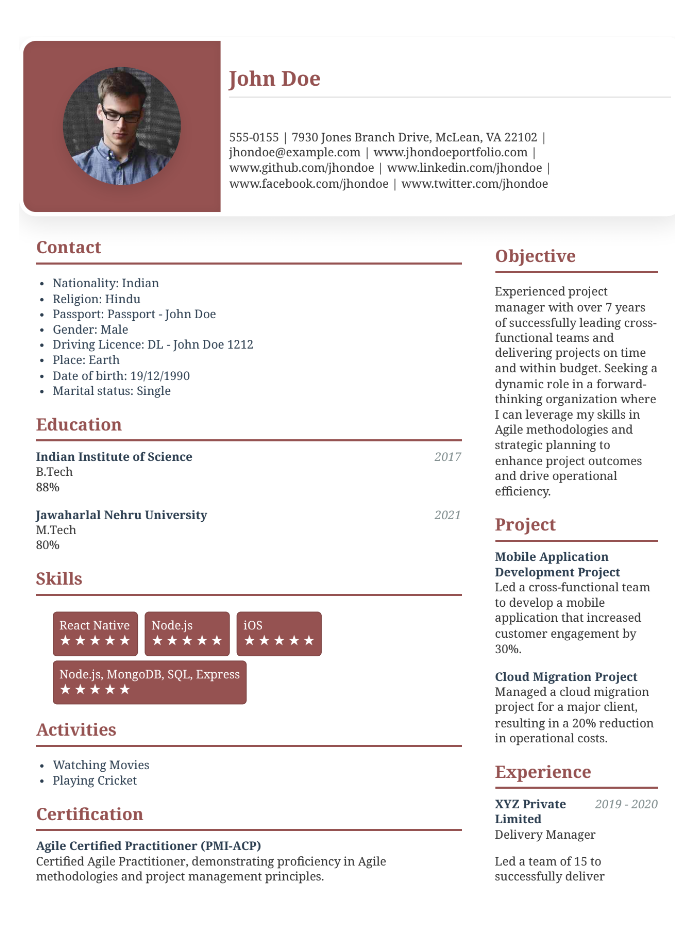 John Doe
555-0155 | 7930 Jones Branch Drive, McLean, VA 22102 |
jhondoe@example.com | www.jhondoeportfolio.com |
www.github.com/jhondoe | www.linkedin.com/jhondoe |
www.facebook.com/jhondoe | www.twitter.com/jhondoe
Contact
• Nationality: Indian
• Religion: Hindu
• Passport: Passport - John Doe
• Gender: Male
• Driving Licence: DL - John Doe 1212
• Place: Earth
• Date of birth: 19/12/1990
• Marital status: Single
Education
Indian Institute of Science 2017
B.Tech
88%
Jawaharlal Nehru University 2021
M.Tech
80%
Skills
React Native
★★★★★
Node.js
★★★★★
iOS
★★★★★
Node.js, MongoDB, SQL, Express
★★★★★
Activities
• Watching Movies
• Playing Cricket
Certification
Agile Certified Practitioner (PMI-ACP)
Certified Agile Practitioner, demonstrating proficiency in Agile
methodologies and project management principles.
Objective
Experienced project
manager with over 7 years
of successfully leading cross-
functional teams and
delivering projects on time
and within budget. Seeking a
dynamic role in a forward-
thinking organization where
I can leverage my skills in
Agile methodologies and
strategic planning to
enhance project outcomes
and drive operational
efficiency.
Project
Mobile Application
Development Project
Led a cross-functional team
to develop a mobile
application that increased
customer engagement by
30%.
Cloud Migration Project
Managed a cloud migration
project for a major client,
resulting in a 20% reduction
in operational costs.
Experience
XYZ Private 2019 - 2020
Limited
Delivery Manager
Led a team of 15 to
successfully deliver